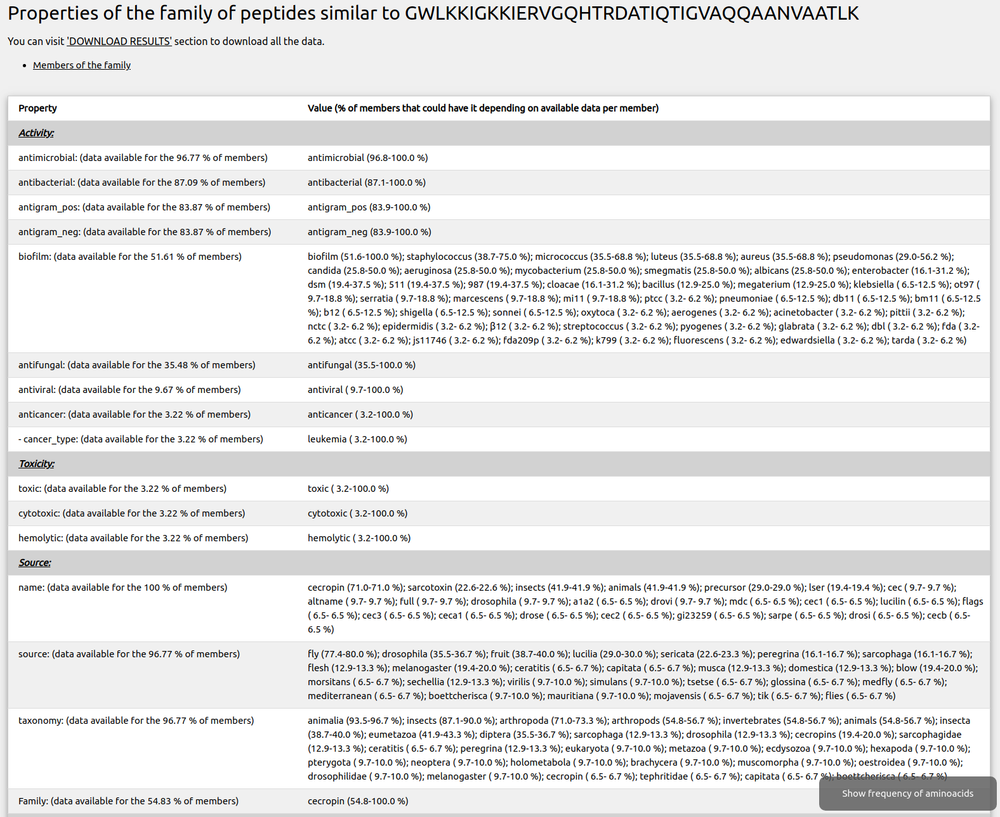 Properties of the family of peptides similar to GWLKKIGKKIERVGQHTRDATIQTIGVAQQAANVAATLK
You can visit 'DOWNLOAD RESULTS' section to download all the data.
• Members of the family
Property Value (% of members that could have it depending on available data per member)
Activity:
antimicrobial: (data available for the 96.77 % of members) antimicrobial (96.8-100.0 %)
antibacterial: (data available for the 87.09 % of members) antibacterial (87.1-100.0 %)
antigram_pos: (data available for the 83.87 % of members) antigram_pos (83.9-100.0 %)
antigram_neg: (data available for the 83.87 % of members) antigram_neg (83.9-100.0 %)
biofilm: (data available for the 51.61 % of members) biofilm (51.6-100.0 %); staphylococcus (38.7-75.0 %); micrococcus (35.5-68.8 %); luteus (35.5-68.8 %); aureus (35.5-68.8 %); pseudomonas (29.0-56.2 %);
candida (25.8-50.0 %); aeruginosa (25.8-50.0 %); mycobacterium (25.8-50.0 %); smegmatis (25.8-50.0 %); albicans (25.8-50.0 %); enterobacter (16.1-31.2 %);
dsm (19.4-37.5 %); 511 (19.4-37.5 %); 987 (19.4-37.5 %); cloacae (16.1-31.2 %); bacillus (12.9-25.0 %); megaterium (12.9-25.0 %); klebsiella ( 6.5-12.5 %); ot97 (
9.7-18.8 %); serratia ( 9.7-18.8 %); marcescens ( 9.7-18.8 %); mi11 ( 9.7-18.8 %); ptcc ( 3.2- 6.2 %); pneumoniae ( 6.5-12.5 %); db11 ( 6.5-12.5 %); bm11 ( 6.5-12.5
%); b12 ( 6.5-12.5 %); shigella ( 6.5-12.5 %); sonnei ( 6.5-12.5 %); oxytoca ( 3.2- 6.2 %); aerogenes ( 3.2- 6.2 %); acinetobacter ( 3.2- 6.2 %); pittii ( 3.2- 6.2 %);
nctc ( 3.2- 6.2 %); epidermidis ( 3.2- 6.2 %); β12 ( 3.2- 6.2 %); streptococcus ( 3.2- 6.2 %); pyogenes ( 3.2- 6.2 %); glabrata ( 3.2- 6.2 %); dbl ( 3.2- 6.2 %); fda ( 3.2-
6.2 %); atcc ( 3.2- 6.2 %); js11746 ( 3.2- 6.2 %); fda209p ( 3.2- 6.2 %); k799 ( 3.2- 6.2 %); fluorescens ( 3.2- 6.2 %); edwardsiella ( 3.2- 6.2 %); tarda ( 3.2- 6.2 %)
antifungal: (data available for the 35.48 % of members) antifungal (35.5-100.0 %)
antiviral: (data available for the 9.67 % of members) antiviral ( 9.7-100.0 %)
anticancer: (data available for the 3.22 % of members) anticancer ( 3.2-100.0 %)
- cancer_type: (data available for the 3.22 % of members) leukemia ( 3.2-100.0 %)
Toxicity:
toxic: (data available for the 3.22 % of members) toxic ( 3.2-100.0 %)
cytotoxic: (data available for the 3.22 % of members) cytotoxic ( 3.2-100.0 %)
hemolytic: (data available for the 3.22 % of members) hemolytic ( 3.2-100.0 %)
Source:
name: (data available for the 100 % of members) cecropin (71.0-71.0 %); sarcotoxin (22.6-22.6 %); insects (41.9-41.9 %); animals (41.9-41.9 %); precursor (29.0-29.0 %); lser (19.4-19.4 %); cec ( 9.7- 9.7 %);
altname ( 9.7- 9.7 %); full ( 9.7- 9.7 %); drosophila ( 9.7- 9.7 %); a1a2 ( 6.5- 6.5 %); drovi ( 9.7- 9.7 %); mdc ( 6.5- 6.5 %); cec1 ( 6.5- 6.5 %); lucilin ( 6.5- 6.5 %); flags
( 6.5- 6.5 %); cec3 ( 6.5- 6.5 %); ceca1 ( 6.5- 6.5 %); drose ( 6.5- 6.5 %); cec2 ( 6.5- 6.5 %); gi23259 ( 6.5- 6.5 %); sarpe ( 6.5- 6.5 %); drosi ( 6.5- 6.5 %); cecb ( 6.5-
6.5 %)
source: (data available for the 96.77 % of members) fly (77.4-80.0 %); drosophila (35.5-36.7 %); fruit (38.7-40.0 %); lucilia (29.0-30.0 %); sericata (22.6-23.3 %); peregrina (16.1-16.7 %); sarcophaga (16.1-16.7 %);
flesh (12.9-13.3 %); melanogaster (19.4-20.0 %); ceratitis ( 6.5- 6.7 %); capitata ( 6.5- 6.7 %); musca (12.9-13.3 %); domestica (12.9-13.3 %); blow (19.4-20.0 %);
morsitans ( 6.5- 6.7 %); sechellia (12.9-13.3 %); virilis ( 9.7-10.0 %); simulans ( 9.7-10.0 %); tsetse ( 6.5- 6.7 %); glossina ( 6.5- 6.7 %); medfly ( 6.5- 6.7 %);
mediterranean ( 6.5- 6.7 %); boettcherisca ( 9.7-10.0 %); mauritiana ( 9.7-10.0 %); mojavensis ( 6.5- 6.7 %); tik ( 6.5- 6.7 %); flies ( 6.5- 6.7 %)
taxonomy: (data available for the 96.77 % of members) animalia (93.5-96.7 %); insects (87.1-90.0 %); arthropoda (71.0-73.3 %); arthropods (54.8-56.7 %); invertebrates (54.8-56.7 %); animals (54.8-56.7 %); insecta
(38.7-40.0 %); eumetazoa (41.9-43.3 %); diptera (35.5-36.7 %); sarcophaga (12.9-13.3 %); drosophila (12.9-13.3 %); cecropins (19.4-20.0 %); sarcophagidae
(12.9-13.3 %); ceratitis ( 6.5- 6.7 %); peregrina (12.9-13.3 %); eukaryota ( 9.7-10.0 %); metazoa ( 9.7-10.0 %); ecdysozoa ( 9.7-10.0 %); hexapoda ( 9.7-10.0 %);
pterygota ( 9.7-10.0 %); neoptera ( 9.7-10.0 %); holometabola ( 9.7-10.0 %); brachycera ( 9.7-10.0 %); muscomorpha ( 9.7-10.0 %); oestroidea ( 9.7-10.0 %);
drosophilidae ( 9.7-10.0 %); melanogaster ( 9.7-10.0 %); cecropin ( 6.5- 6.7 %); tephritidae ( 6.5- 6.7 %); capitata ( 6.5- 6.7 %); boettcherisca ( 6.5- 6.7 %)
Family: (data available for the 54.83 % of members) cecropin (54.8-100.0 %)
Show frequency of aminoacids